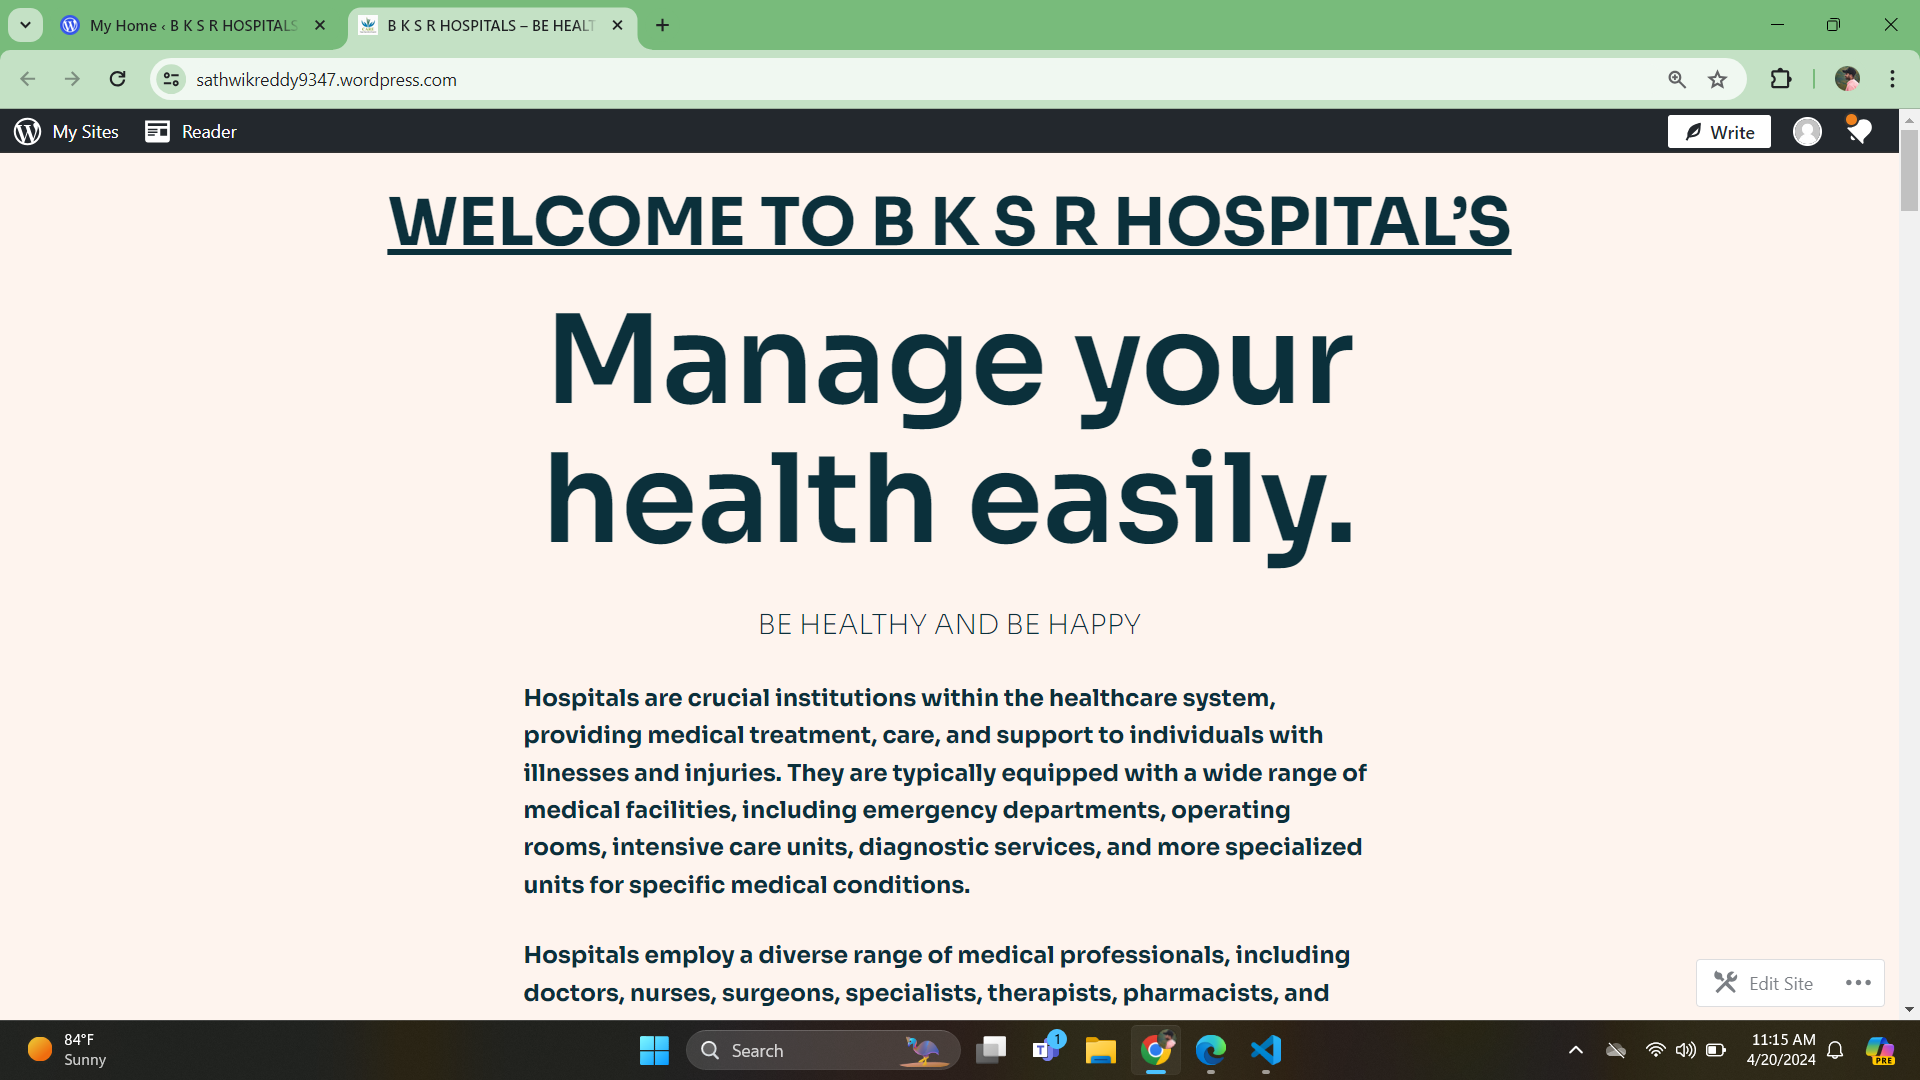 My Home ‹ B K S R HOSPITALS
B K S R HOSPITALS – BE HEALT
sathwikreddy9347.wordpress.com
My Sites
Reader
Write
WELCOME TO B K S R HOSPITAL’S
Manage your
health easily.
BE HEALTHY AND BE HAPPY
Hospitals are crucial institutions within the healthcare system,
providing medical treatment, care, and support to individuals with
illnesses and injuries. They are typically equipped with a wide range of
medical facilities, including emergency departments, operating
rooms, intensive care units, diagnostic services, and more specialized
units for specific medical conditions.
Hospitals employ a diverse range of medical professionals, including
doctors, nurses, surgeons, specialists, therapists, pharmacists, and
Edit Site
84°F
Sunny
Search
1
11:15 AM
4/20/2024
PRE